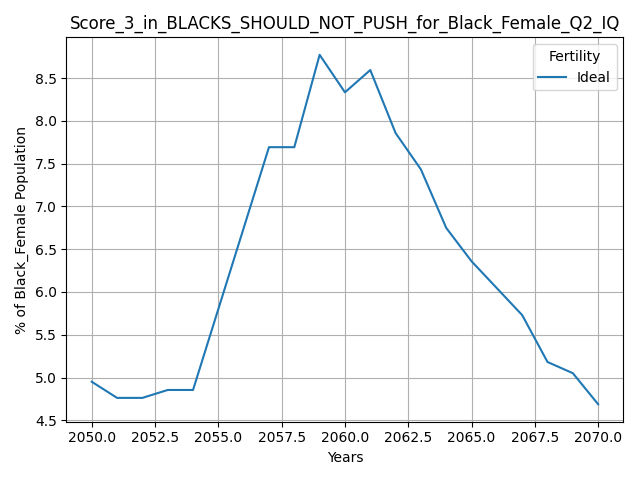 Score_3_in_BLACKS_SHOULD_NOT_PUSH_for_Black_Female_Q2_IQ
Fertility
Ideal
% of Black_Female Population
8.5
8.0
7.5
7.0
6.5
6.0
5.5
5.0
4.5
2050.0 2052.5 2055.0 2057.5 2060.0 2062.5 2065.0 2067.5 2070.0
Years